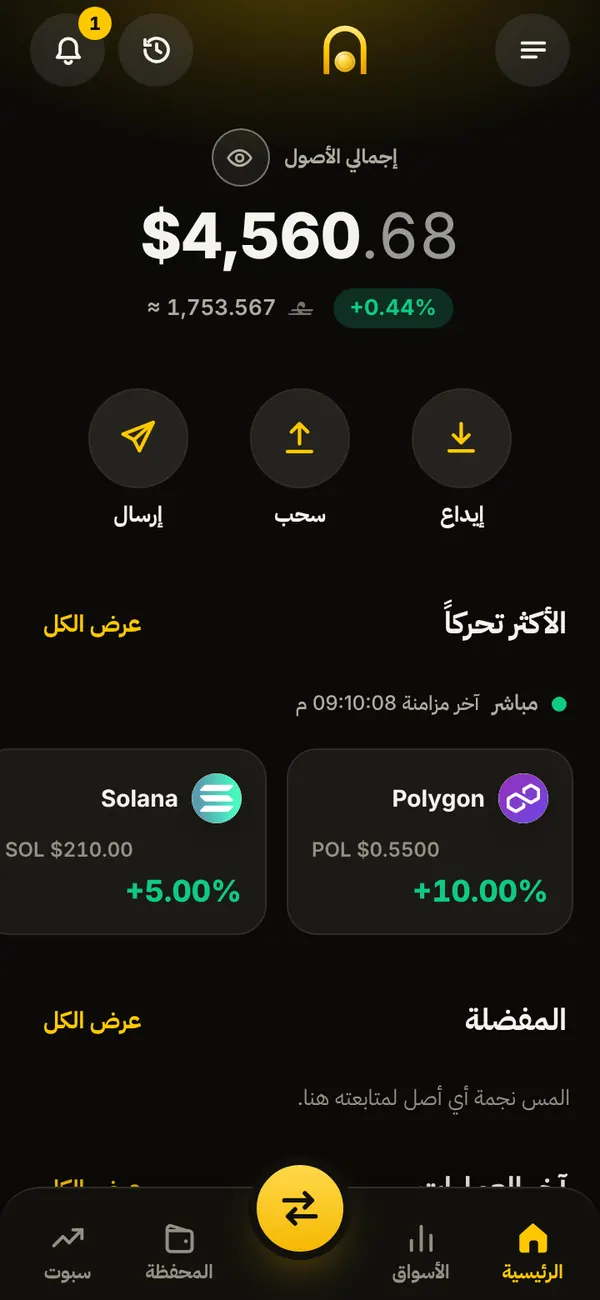 1
إجمالي الأصول
$4,560.68
≈ 1,753.567 +0.44%
إيداع
سحب
إرسال
الأكثر تحركاً
عرض الكل
مباشر آخر مزامنة 09:10:08 م
Polygon
POL $0.5500
+10.00%
Solana
SOL $210.00
+5.00%
المفضلة
عرض الكل
المس نجمة أي أصل لمتابعته هنا.
الرئيسية
الأسواق
المحفظة
سبوت